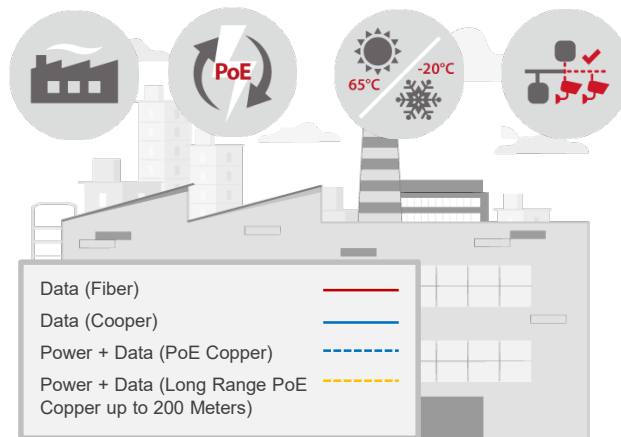 PoE
65°C
-20°C
Data (Fiber)
Data (Cooper)
Power + Data (PoE Copper)
Power + Data (Long Range PoE
Copper up to 200 Meters)